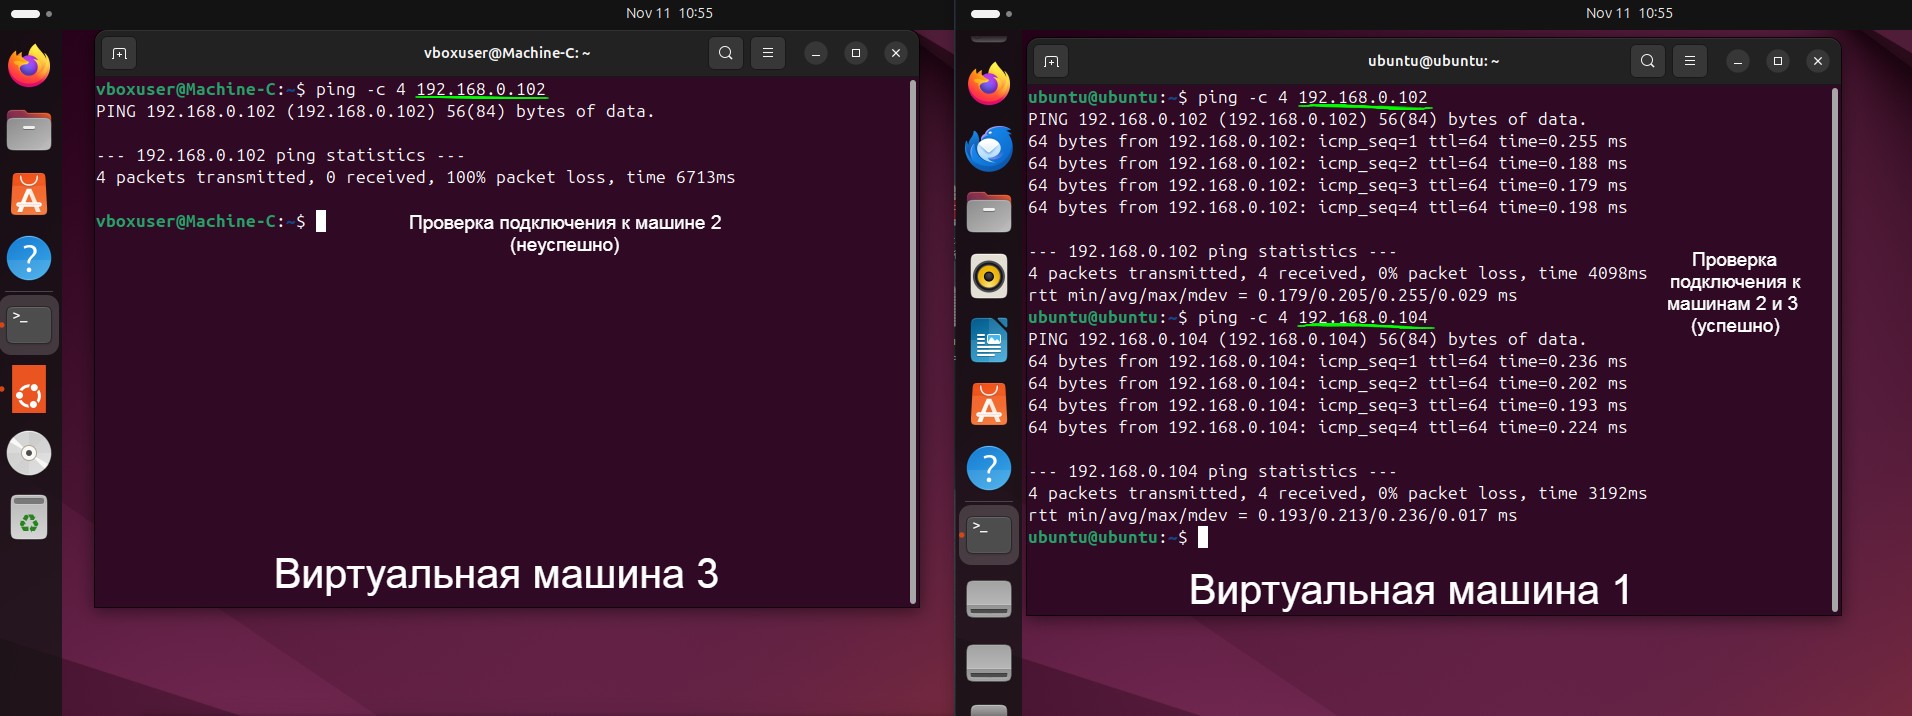 Nov 11 10:55
vboxuser@Machine-C: ~
vboxuser@Machine-C:~$ ping -c 4 192.168.0.102
PING 192.168.0.102 (192.168.0.102) 56(84) bytes of data.
--- 192.168.0.102 ping statistics ---
4 packets transmitted, 0 received, 100% packet loss, time 6713ms
vboxuser@Machine-C:~$
Проверка подключения к машине 2
(неуспешно)
Виртуальная машина 3
Nov 11 10:55
ubuntu@ubuntu: ~
ubuntu@ubuntu:~$ ping -c 4 192.168.0.102
PING 192.168.0.102 (192.168.0.102) 56(84) bytes of data.
64 bytes from 192.168.0.102: icmp_seq=1 ttl=64 time=0.255 ms
64 bytes from 192.168.0.102: icmp_seq=2 ttl=64 time=0.188 ms
64 bytes from 192.168.0.102: icmp_seq=3 ttl=64 time=0.179 ms
64 bytes from 192.168.0.102: icmp_seq=4 ttl=64 time=0.198 ms
--- 192.168.0.102 ping statistics ---
4 packets transmitted, 4 received, 0% packet loss, time 4098ms
rtt min/avg/max/mdev = 0.179/0.205/0.255/0.029 ms
ubuntu@ubuntu:~$ ping -c 4 192.168.0.104
PING 192.168.0.104 (192.168.0.104) 56(84) bytes of data.
64 bytes from 192.168.0.104: icmp_seq=1 ttl=64 time=0.236 ms
64 bytes from 192.168.0.104: icmp_seq=2 ttl=64 time=0.202 ms
64 bytes from 192.168.0.104: icmp_seq=3 ttl=64 time=0.193 ms
64 bytes from 192.168.0.104: icmp_seq=4 ttl=64 time=0.224 ms
--- 192.168.0.104 ping statistics ---
4 packets transmitted, 4 received, 0% packet loss, time 3192ms
rtt min/avg/max/mdev = 0.193/0.213/0.236/0.017 ms
ubuntu@ubuntu:~$
Проверка
подключения к
машинам 2 и 3
(успешно)
Виртуальная машина 1